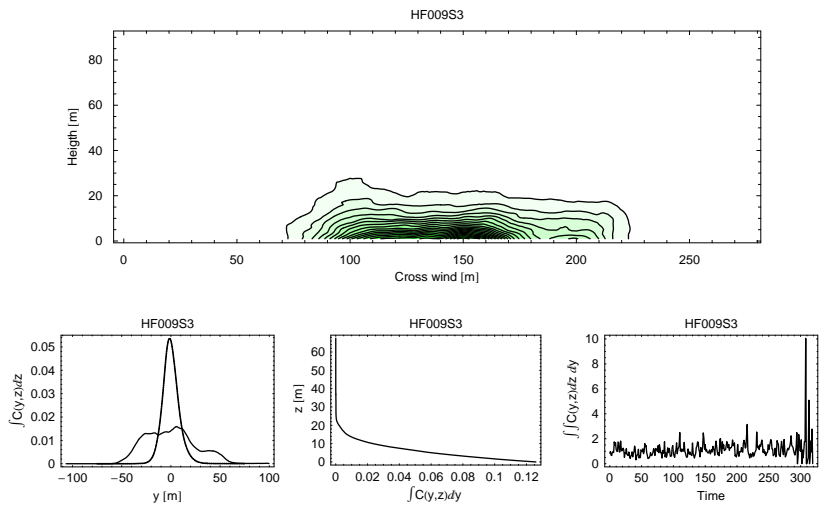 HF009S3
80
60
40
20
0
Heigth [m]
0 50 100 150 200 250
Cross wind [m]
HF009S3
0.05
0.04
0.03
0.02
0.01
0
∫C(y,z)dz
−100 −50 0 50 100
y [m]
HF009S3
60
50
40
30
20
10
0
z [m]
0 0.02 0.04 0.06 0.08 0.1 0.12
∫C(y,z)dy
HF009S3
10
8
6
4
2
0
∫∫C(y,z)dz dy
0 50 100 150 200 250 300
Time